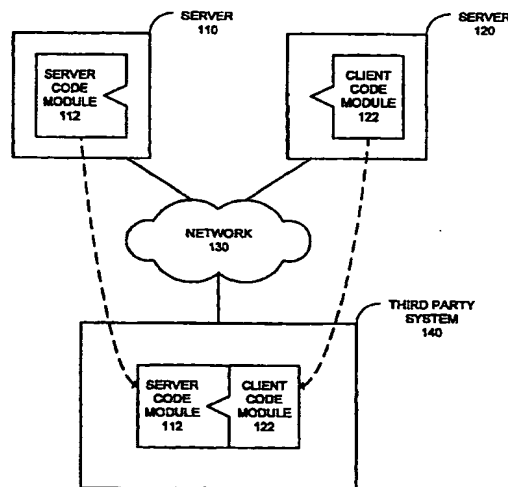 SERVER
110
SERVER
120
SERVER
CODE
MODULE
112
CLIENT
CODE
MODULE
122
NETWORK
130
THIRD PARTY
SYSTEM
140
SERVER
CODE
MODULE
112
CLIENT
CODE
MODULE
122